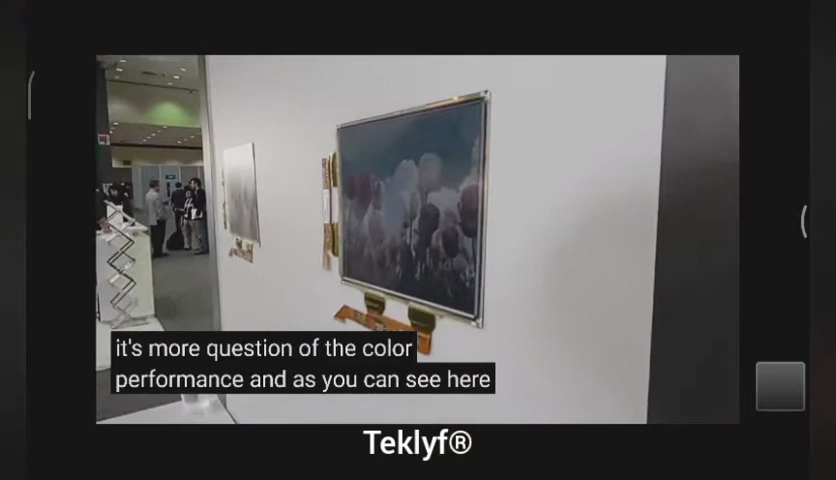 it's more question of the color
performance and as you can see here
Teklyf®